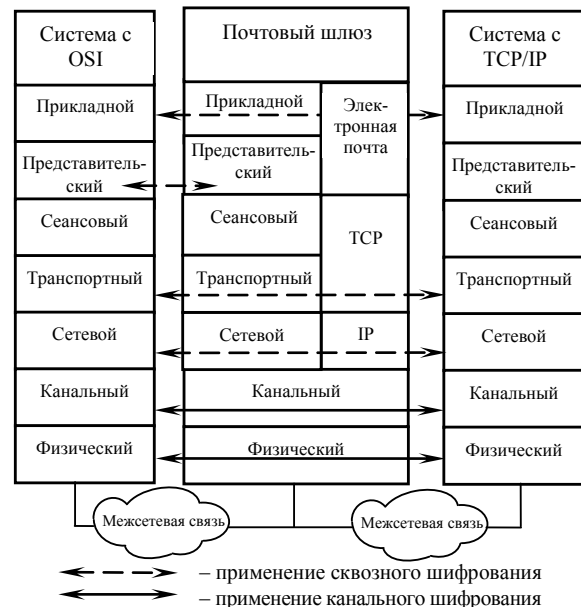 Система с
OSI
Прикладной
Представитель-
ский
Сеансовый
Транспортный
Сетевой
Канальный
Физический
Почтовый шлюз
Прикладной
Представитель-
ский
Сеансовый
Транспортный
Сетевой
Элек-
тронная
почта
TCP
IP
Канальный
Физический
Система с
TCP/IP
Прикладной
Представитель-
ский
Сеансовый
Транспортный
Сетевой
Канальный
Физический
Межсетевая связь
Межсетевая связь
– применение сквозного шифрования
– применение канального шифрования